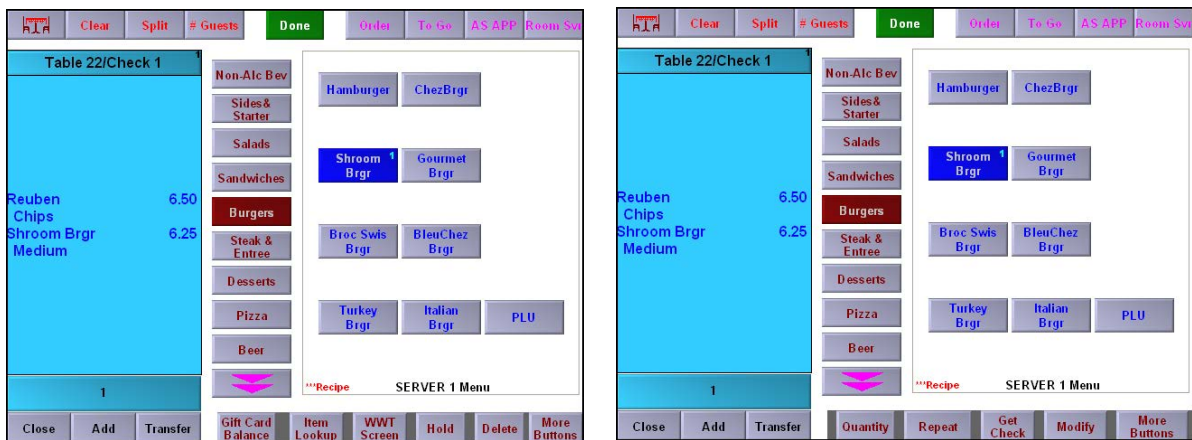 Clear Split # Guests Done Order To Go AS APP Room Svr
Table 22/Check 1 1
Reuben 6.50
Chips
Shroom Brgr 6.25
Medium
1
Close Add Transfer
Non-Alc Bev
Sides&
Starter
Salads
Sandwiches
Burgers
Steak &
Entree
Desserts
Pizza
Beer
Hamburger ChezBrgr
Shroom 1 Gourmet
Brgr Brgr
Broc Swis BleuChez
Brgr Brgr
Turkey Italian PLU
Brgr Brgr
***Recipe SERVER 1 Menu
Gift Card Item WWT Hold Delete More
Balance Lookup Screen Buttons
Clear Split # Guests Done Order To Go AS APP Room Svr
Table 22/Check 1 1
Reuben 6.50
Chips
Shroom Brgr 6.25
Medium
1
Close Add Transfer
Non-Alc Bev
Sides&
Starter
Salads
Sandwiches
Burgers
Steak &
Entree
Desserts
Pizza
Beer
Hamburger ChezBrgr
Shroom 1 Gourmet
Brgr Brgr
Broc Swis BleuChez
Brgr Brgr
Turkey Italian PLU
Brgr Brgr
***Recipe SERVER 1 Menu
Quantity Repeat Get Modify More
Check Buttons